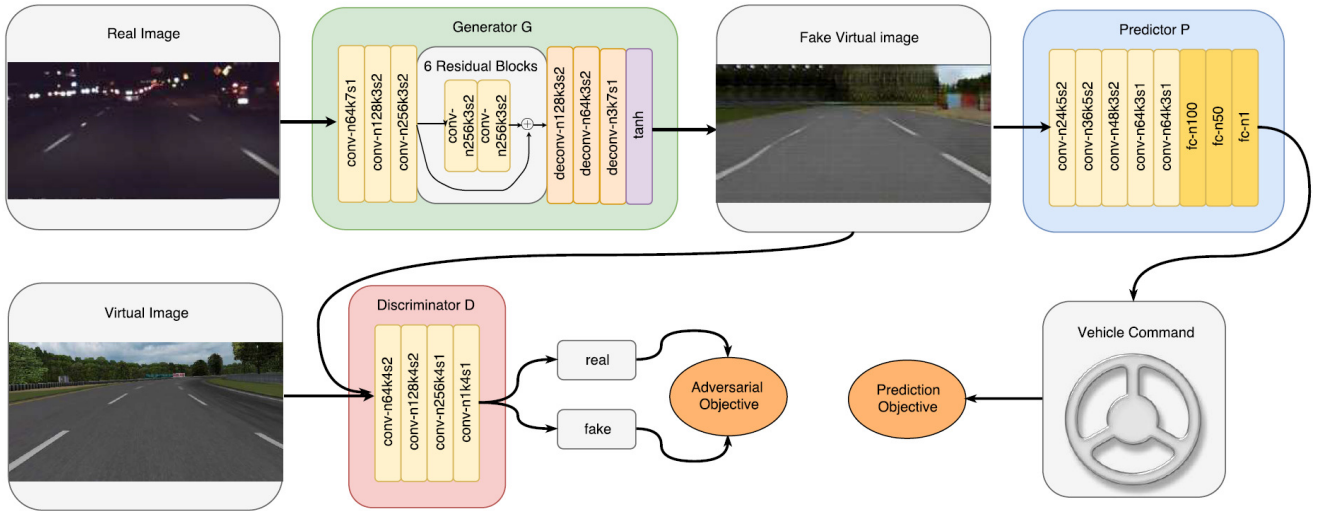 Real Image
Generator G
conv-n64k7s1
conv-n128k3s2
conv-n256k3s2
6 Residual Blocks
conv-
n256k3s2
conv-
n256k3s2
deconv-n128k3s2
deconv-n64k3s2
deconv-n3k7s1
tanh
Fake Virtual image
Predictor P
conv-n24k5s2
conv-n36k5s2
conv-n48k3s2
conv-n64k3s1
conv-n64k3s1
fc-n100
fc-n50
fc-n1
Virtual Image
Discriminator D
conv-n64k4s2
conv-n128k4s2
conv-n256k4s1
conv-n1k4s1
real
fake
Adversarial
Objective
Prediction
Objective
Vehicle Command